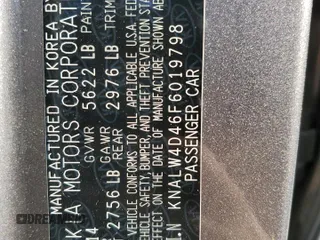 MANUFACTURED IN KOREA BY
KIA MOTORS CORPORAT
14 GVWR 5622 LB PAIN
GAWR REAR 2976 LB TRIM
2756 LB
VEHICLE CONFORMS TO ALL APPLICABLE U.S.A. FED
VEHICLE SAFETY, BUMPER, AND THEFT PREVENTION STA
EFFECT ON THE DATE OF MANUFACTURE SHOWN
KNALW4D46F6019798
PASSENGER CAR